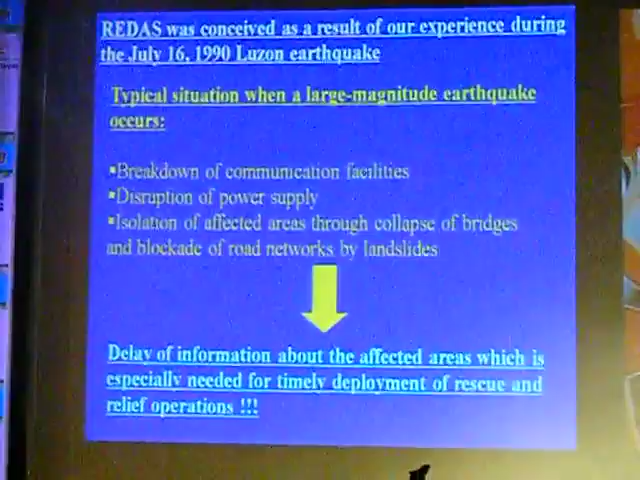 REDAS was conceived as a result of our experience during
the July 16, 1990 Luzon earthquake
Typical situation when a large-magnitude earthquake
occurs:
▪Breakdown of communication facilities
▪Disruption of power supply
▪Isolation of affected areas through collapse of bridges
and blockade of road networks by landslides
Delay of information about the affected areas which is
especially needed for timely deployment of rescue and
relief operations !!!